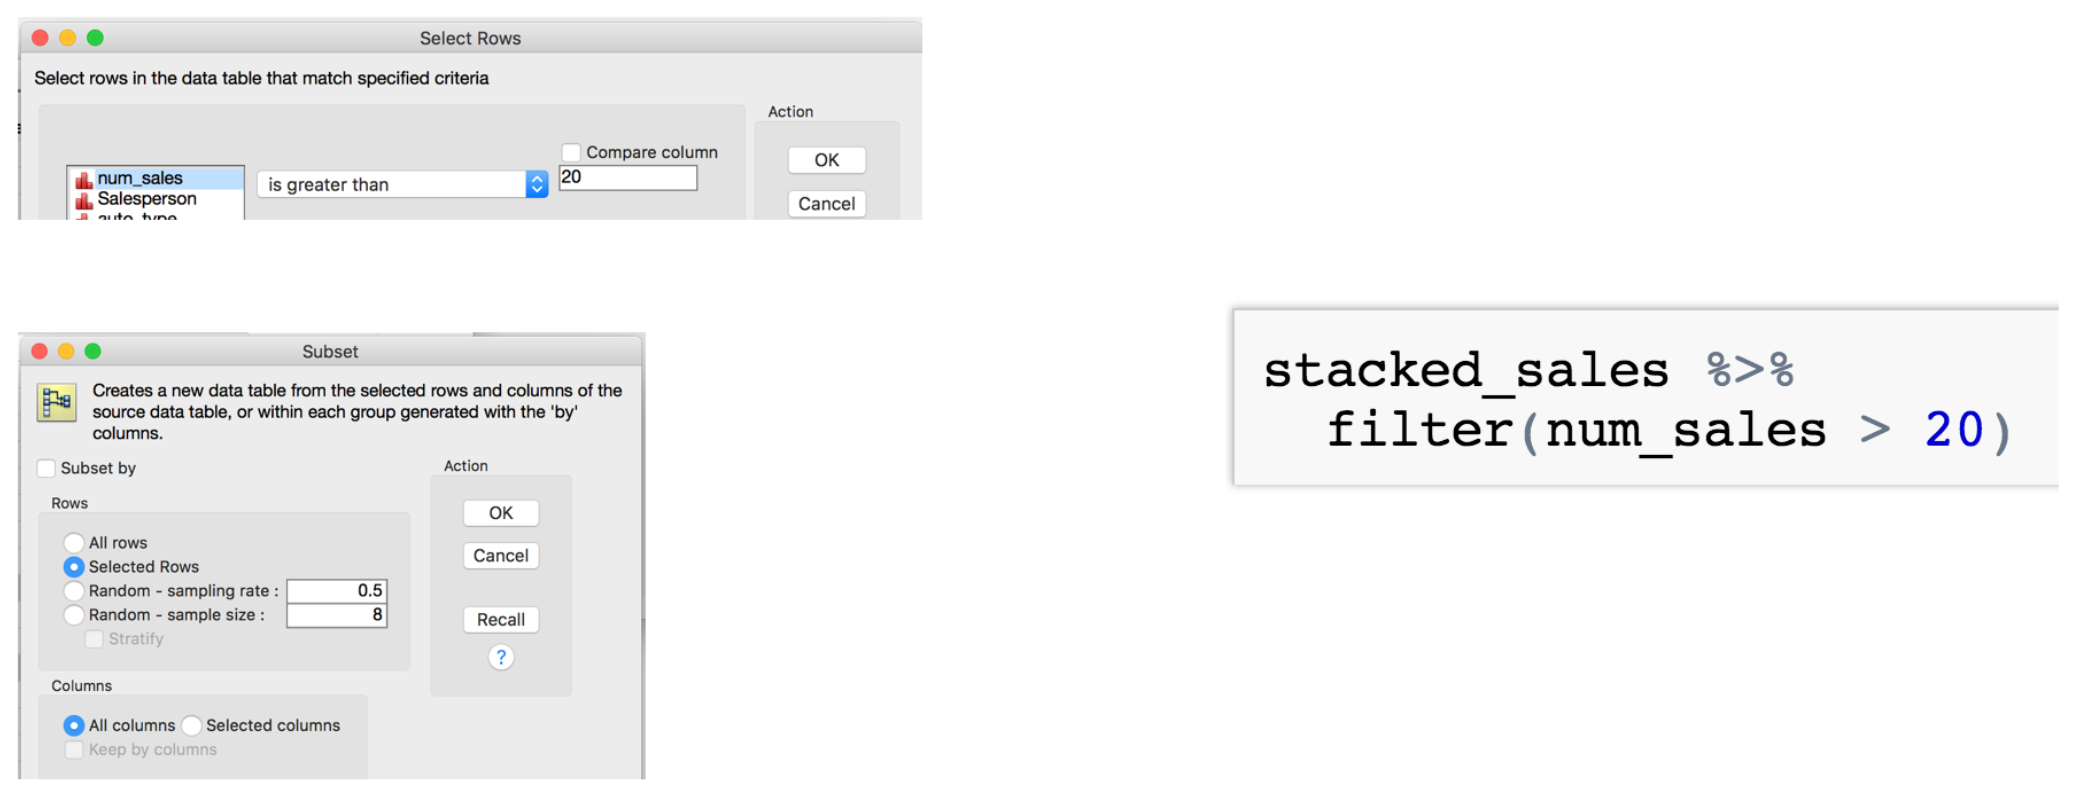 Select Rows
Select rows in the data table that match specified criteria
Action
Compare column
OK
num_sales
is greater than
20
Salesperson
Cancel
auto_type
Subset
Creates a new data table from the selected rows and columns of the
source data table, or within each group generated with the 'by'
columns.
Subset by
Action
Rows
OK
All rows
Cancel
Selected Rows
Random - sampling rate : 0.5
Random - sample size : 8
Recall
Stratify
?
Columns
All columns Selected columns
Keep by columns
stacked_sales %>%
filter(num_sales > 20)